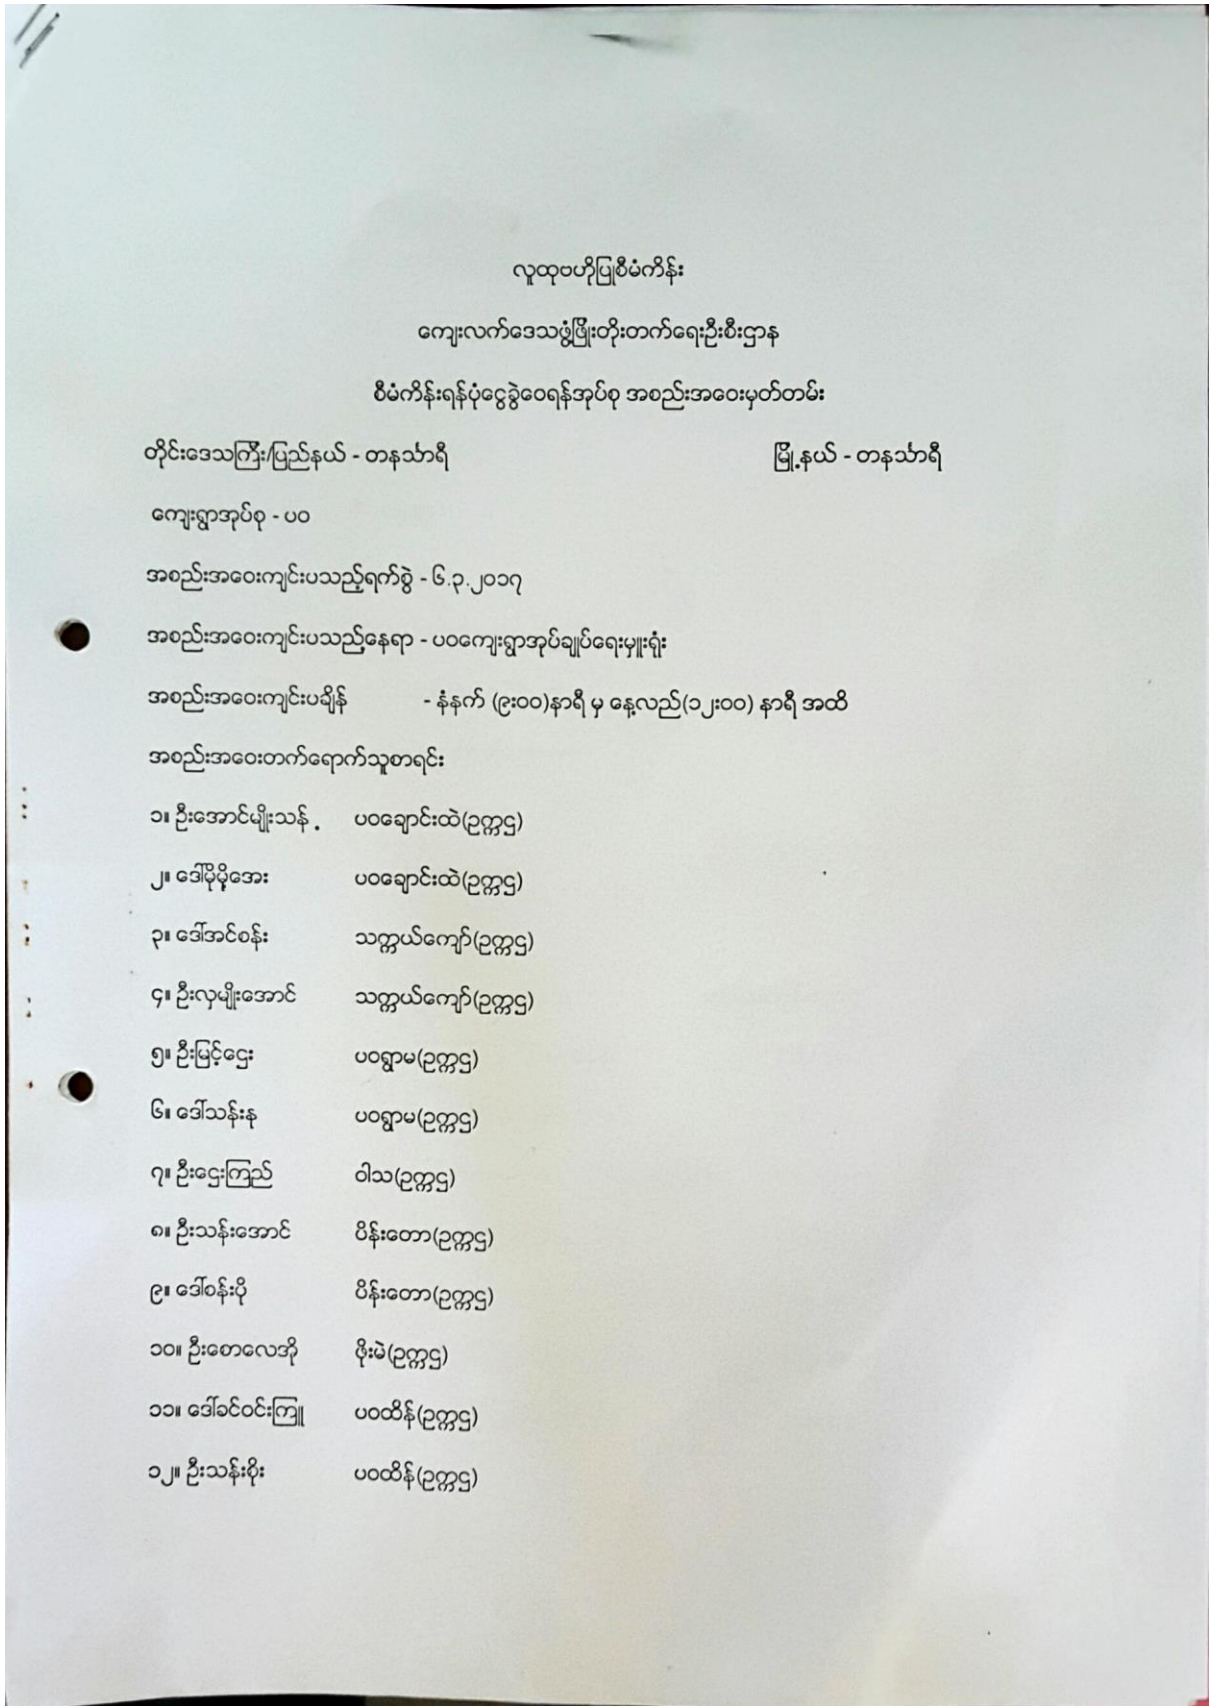 လူထုဗဟိုပြုစီမံကိန်း
ကျေးလက်ဒေသဖွံ့ဖြိုးတိုးတက်ရေးဦးစီးဌာန
စီမံကိန်းရန်ပုံငွေခွဲဝေရန်အုပ်စု အစည်းအဝေးမှတ်တမ်း
တိုင်းဒေသကြီး/ပြည်နယ် - တနင်္သာရီ မြို့နယ် - တနင်္သာရီ
ကျေးရွာအုပ်စု - ပဝ
အစည်းအဝေးကျင်းပသည့်ရက်စွဲ - ၆.၃.၂၀၁၇
အစည်းအဝေးကျင်းပသည့်နေရာ - ပဝကျေးရွာအုပ်ချုပ်ရေးမှူးရုံး
အစည်းအဝေးကျင်းပချိန် - နံနက် (၉း၀၀)နာရီ မှ နေ့လည်(၁၂း၀၀) နာရီ အထိ
အစည်းအဝေးတက်ရောက်သူစာရင်း
၁။ ဦးအောင်မျိုးသန့် ပဝချောင်းထဲ(ဥက္ကဌ)
၂။ ဒေါ်မိုမို့အေး ပဝချောင်းထဲ(ဥက္ကဌ)
၃။ ဒေါ်အင်စန်း သက္ကယ်ကျော်(ဥက္ကဌ)
၄။ ဦးလှမျိုးအောင် သက္ကယ်ကျော်(ဥက္ကဌ)
၅။ ဦးမြင့်ဌေး ပဝရွာမ(ဥက္ကဌ)
၆။ ဒေါ်သန်းနု ပဝရွာမ(ဥက္ကဌ)
၇။ ဦးဌေးကြည် ဝါသ(ဥက္ကဌ)
၈။ ဦးသန်းအောင် ပိန်းတော(ဥက္ကဌ)
၉။ ဒေါ်စန်းပို ပိန်းတော(ဥက္ကဌ)
၁၀။ ဦးစောလေအို ဖိုးမဲ(ဥက္ကဌ)
၁၁။ ဒေါ်ခင်ဝင်းကြူ ပဝထိန်(ဥက္ကဌ)
၁၂။ ဦးသန်းစိုး ပဝထိန်(ဥက္ကဌ)